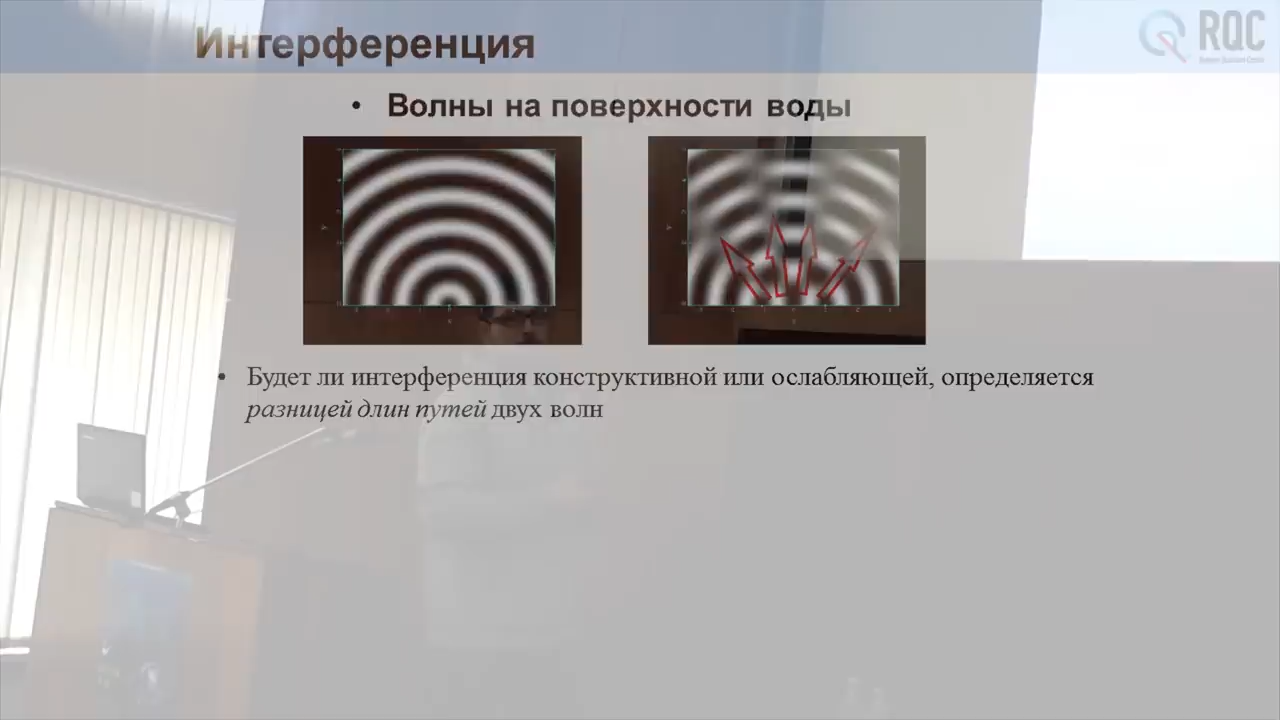 Интерференция
RQC
• Волны на поверхности воды
• Будет ли интерференция конструктивной или ослабляющей, определяется
разницей длин путей двух волн